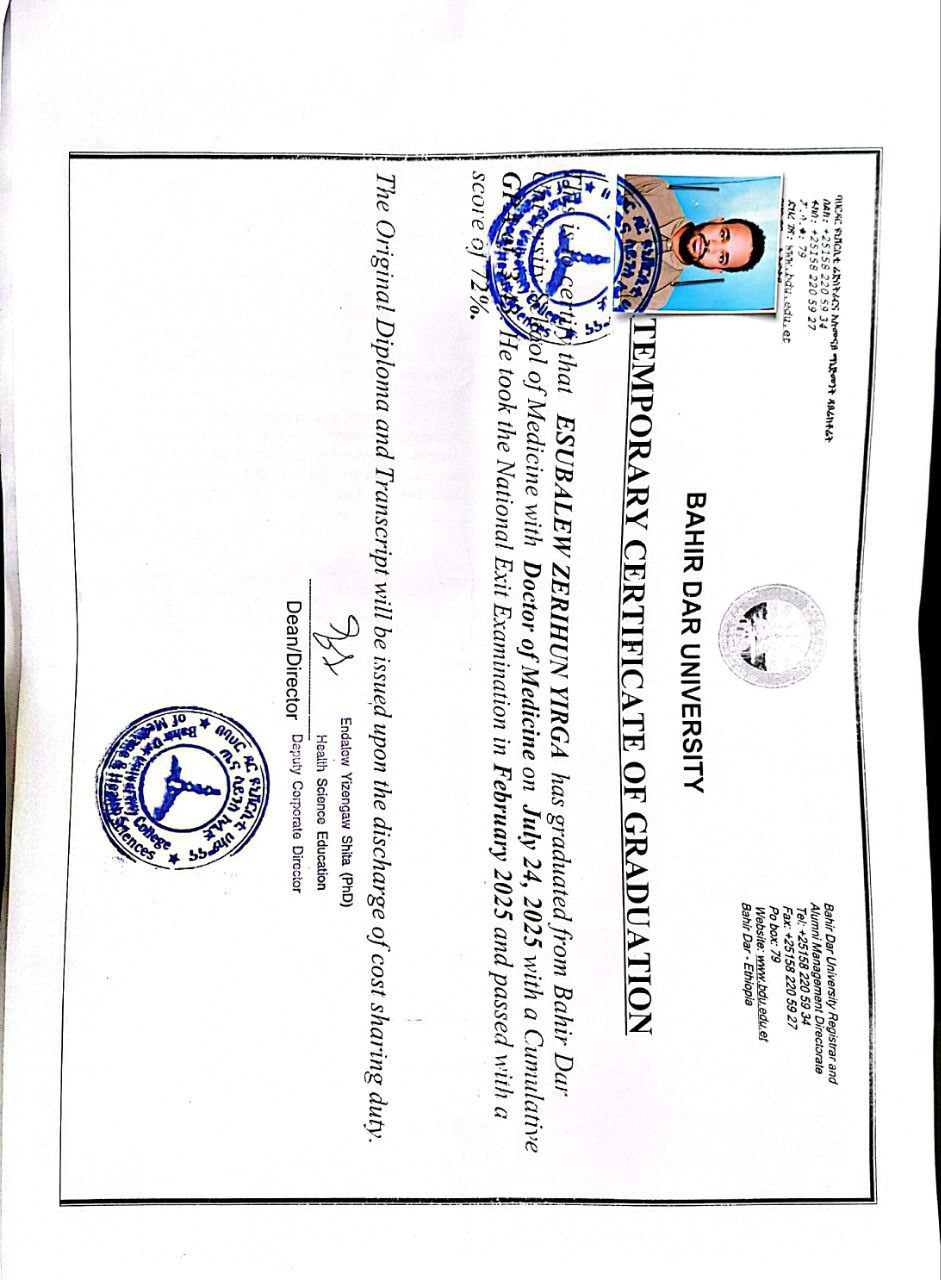 ባህርዳር ዩኒቨርሲቲ ሬጅስትራርና አሉሙናይ ማኔጅመንት ዳይሬክቶሬት
ስልክ: +25158 220 59 34
ፋክስ: +25158 220 59 27
ፖ.ሳ.ቁ: 79
ድህረ ገጽ: www.bdu.edu.et
Bahir Dar University Registrar and
Alumni Management Directorate
Tel: +25158 220 59 34
Fax: +25158 220 59 27
Po box: 79
Website: www.bdu.edu.et
Bahir Dar - Ethiopia
BAHIR DAR UNIVERSITY
TEMPORARY CERTIFICATE OF GRADUATION
This is to certify that ESUBALEW ZERIHUN YIRGA has graduated from Bahir Dar
University School of Medicine with Doctor of Medicine on July 24, 2025 with a Cumulative
GPA of 3.43. He took the National Exit Examination in February 2025 and passed with a
score of 72%.
The Original Diploma and Transcript will be issued upon the discharge of cost sharing duty.
Endalew Yizengaw Shita (PhD)
Health Science Education
Dean/Director Deputy Corporate Director
በባህር ዳር ዩኒቨርሲቲ ህክምናና
ጤና ሳይንስ ኮሌጅ
Bahir Dar University College
of Medicine & Health Sciences